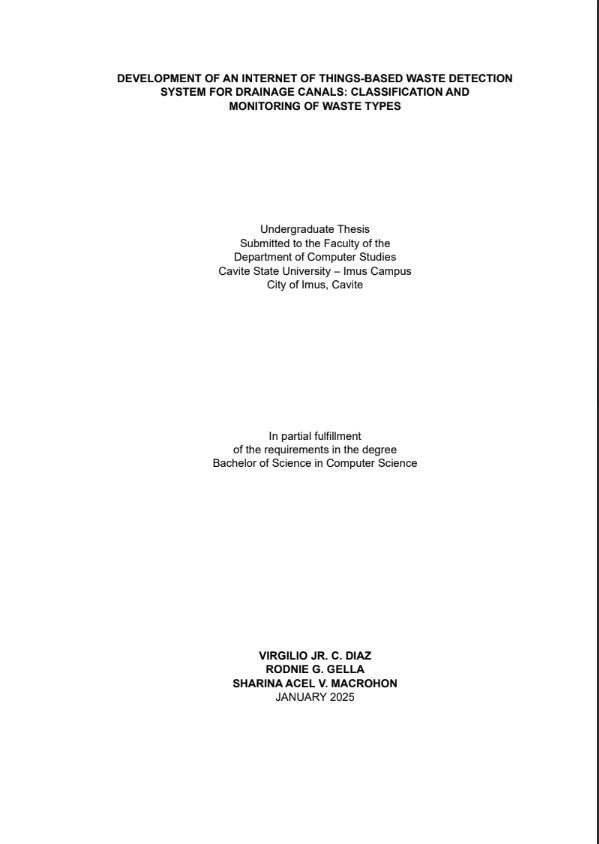 DEVELOPMENT OF AN INTERNET OF THINGS-BASED WASTE DETECTION
SYSTEM FOR DRAINAGE CANALS: CLASSIFICATION AND
MONITORING OF WASTE TYPES
Undergraduate Thesis
Submitted to the Faculty of the
Department of Computer Studies
Cavite State University – Imus Campus
City of Imus, Cavite
In partial fulfillment
of the requirements in the degree
Bachelor of Science in Computer Science
VIRGILIO JR. C. DIAZ
RODNIE G. GELLA
SHARINA ACEL V. MACROHON
JANUARY 2025